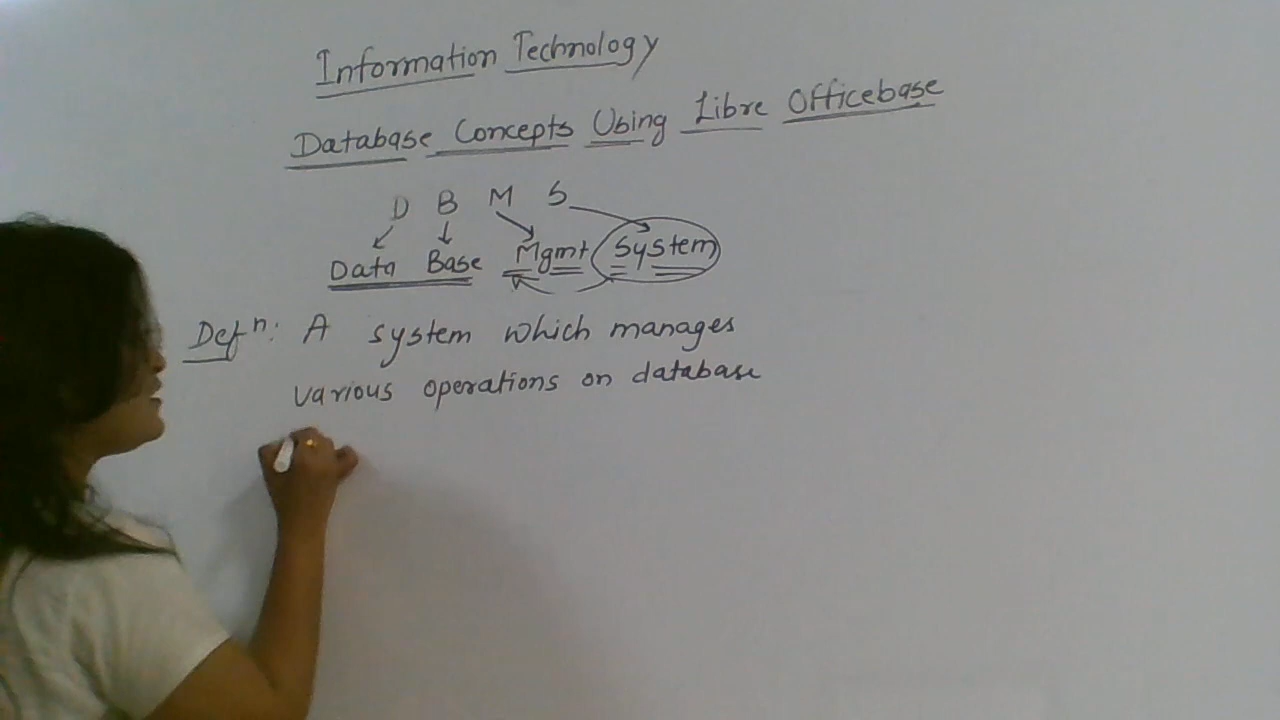 Information Technology
Database Concepts Using Libre Officebase
D B M S
Data Base Mgmt System
Defn: A system which manages
various operations on database